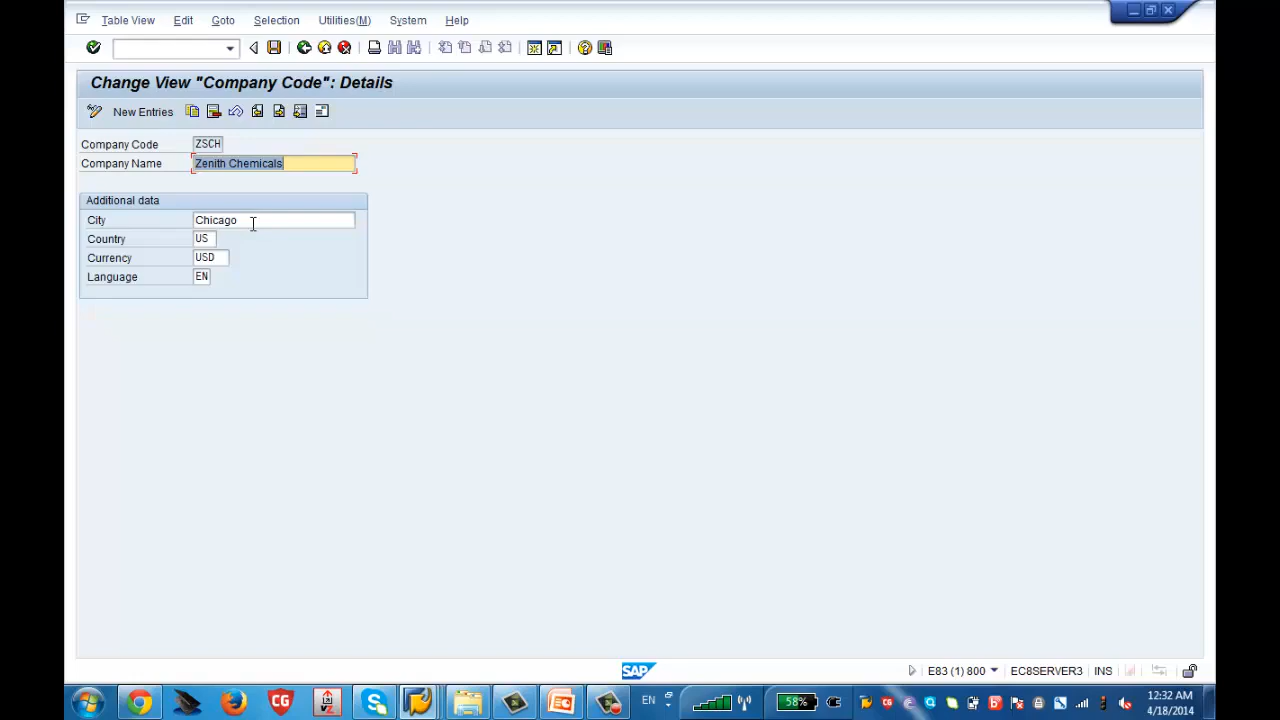 Table View Edit Goto Selection Utilities(M) System Help
Change View "Company Code": Details
New Entries
Company Code ZSCH
Company Name Zenith Chemicals
Additional data
City Chicago
Country US
Currency USD
Language EN
SAP
E83 (1) 800 EC8SERVER3 INS
CG
EN
58%
CG
12:32 AM
4/18/2014